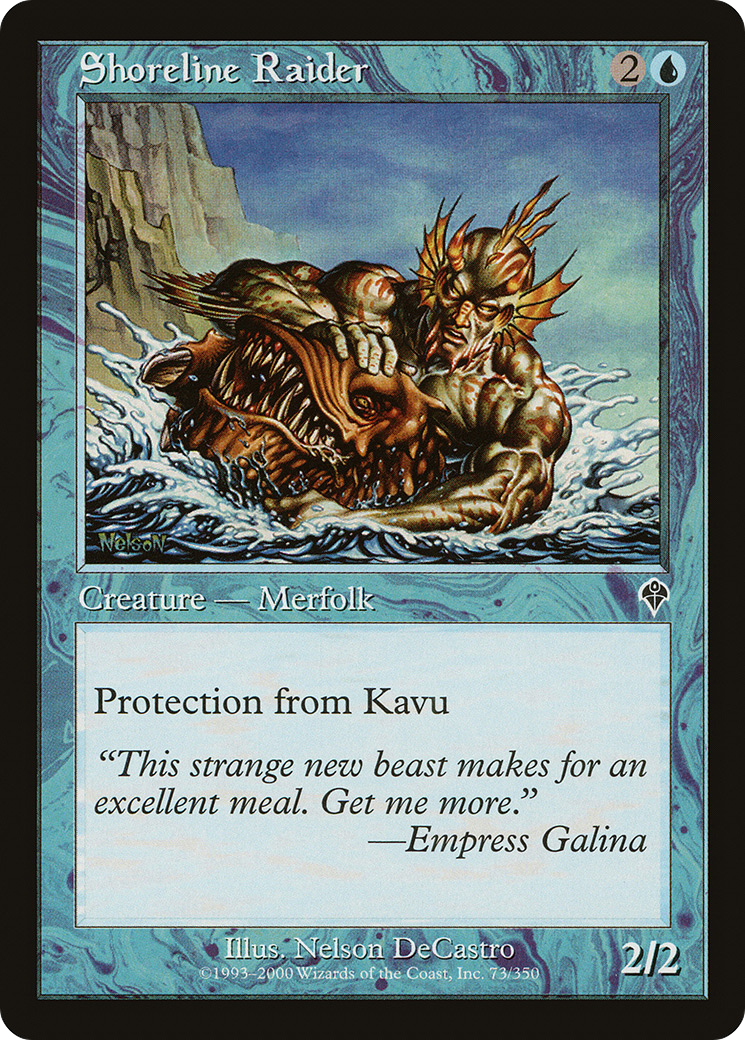 Shoreline Raider 2
Nelson
Creature — Merfolk
Protection from Kavu
“This strange new beast makes for an
excellent meal. Get me more.”
—Empress Galina
Illus. Nelson DeCastro
©1993–2000 Wizards of the Coast, Inc. 73/350
2/2